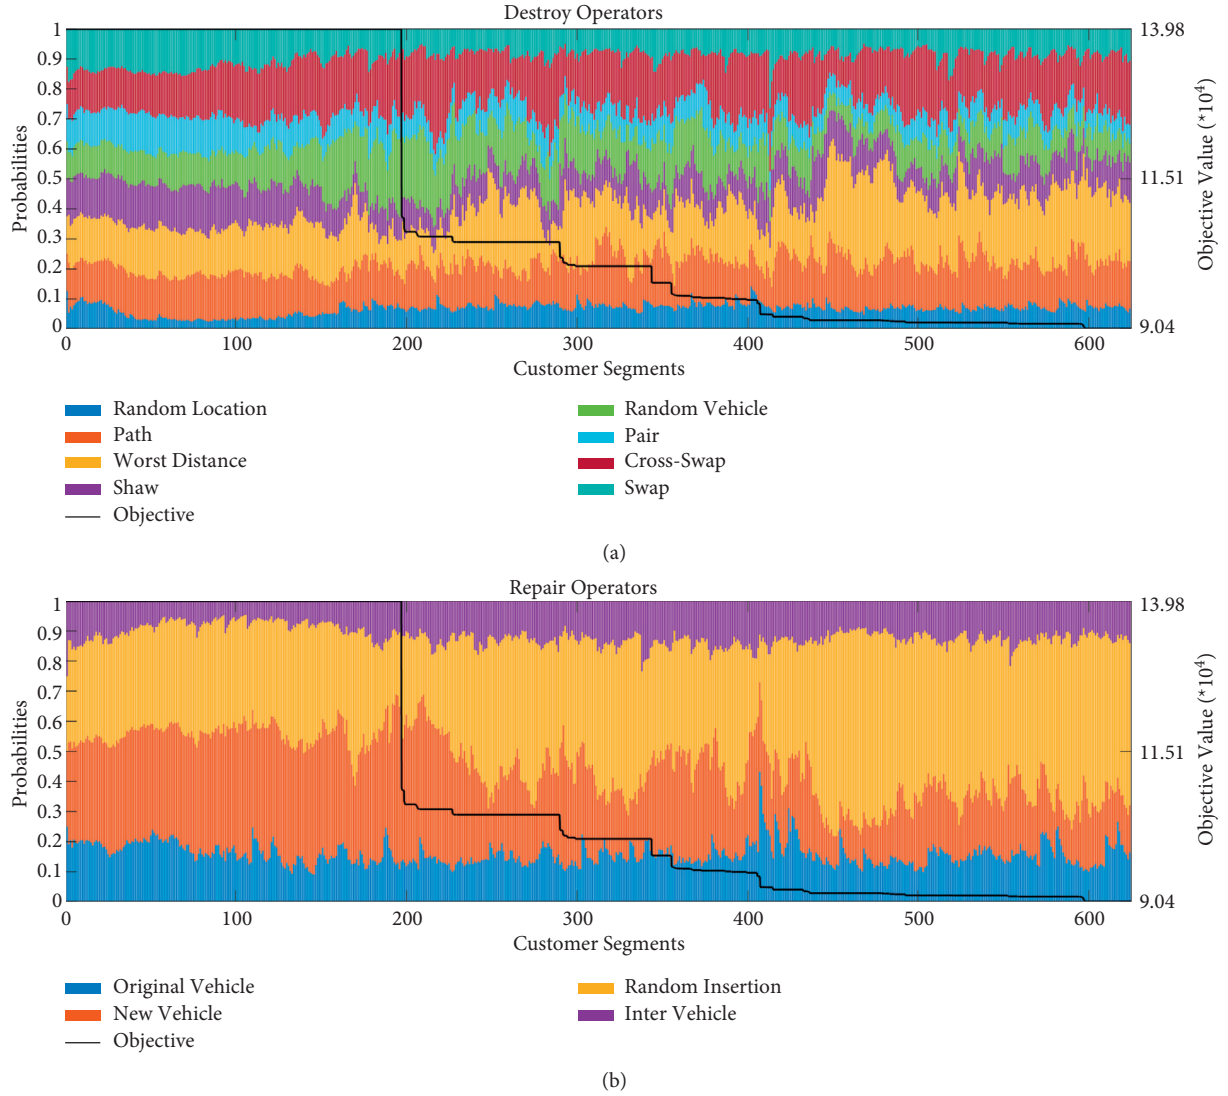 Destroy Operators
1
0.9
0.8
0.7
0.6
0.5
0.4
0.3
0.2
0.1
0
Probabilities
13.98
11.51
9.04
Objective Value (*10⁴)
0 100 200 300 400 500 600
Customer Segments
Random Location
Path
Worst Distance
Shaw
Objective
Random Vehicle
Pair
Cross-Swap
Swap
(a)
Repair Operators
1
0.9
0.8
0.7
0.6
0.5
0.4
0.3
0.2
0.1
0
Probabilities
13.98
11.51
9.04
Objective Value (*10⁴)
0 100 200 300 400 500 600
Customer Segments
Original Vehicle
New Vehicle
Objective
Random Insertion
Inter Vehicle
(b)